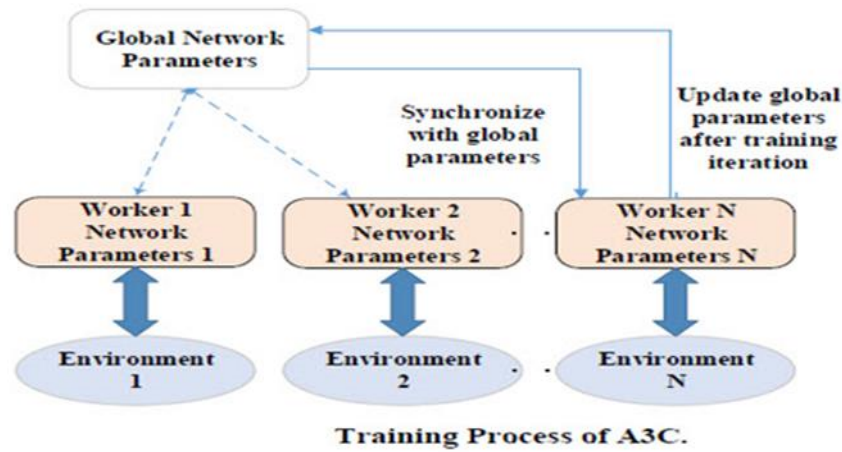 Global Network
Parameters
Synchronize
with global
parameters
Update global
parameters
after training
iteration
Worker 1
Network
Parameters 1
Worker 2
Network
Parameters 2
. .
Worker N
Network
Parameters N
Environment
1
Environment
2
. .
Environment
N
Training Process of A3C.